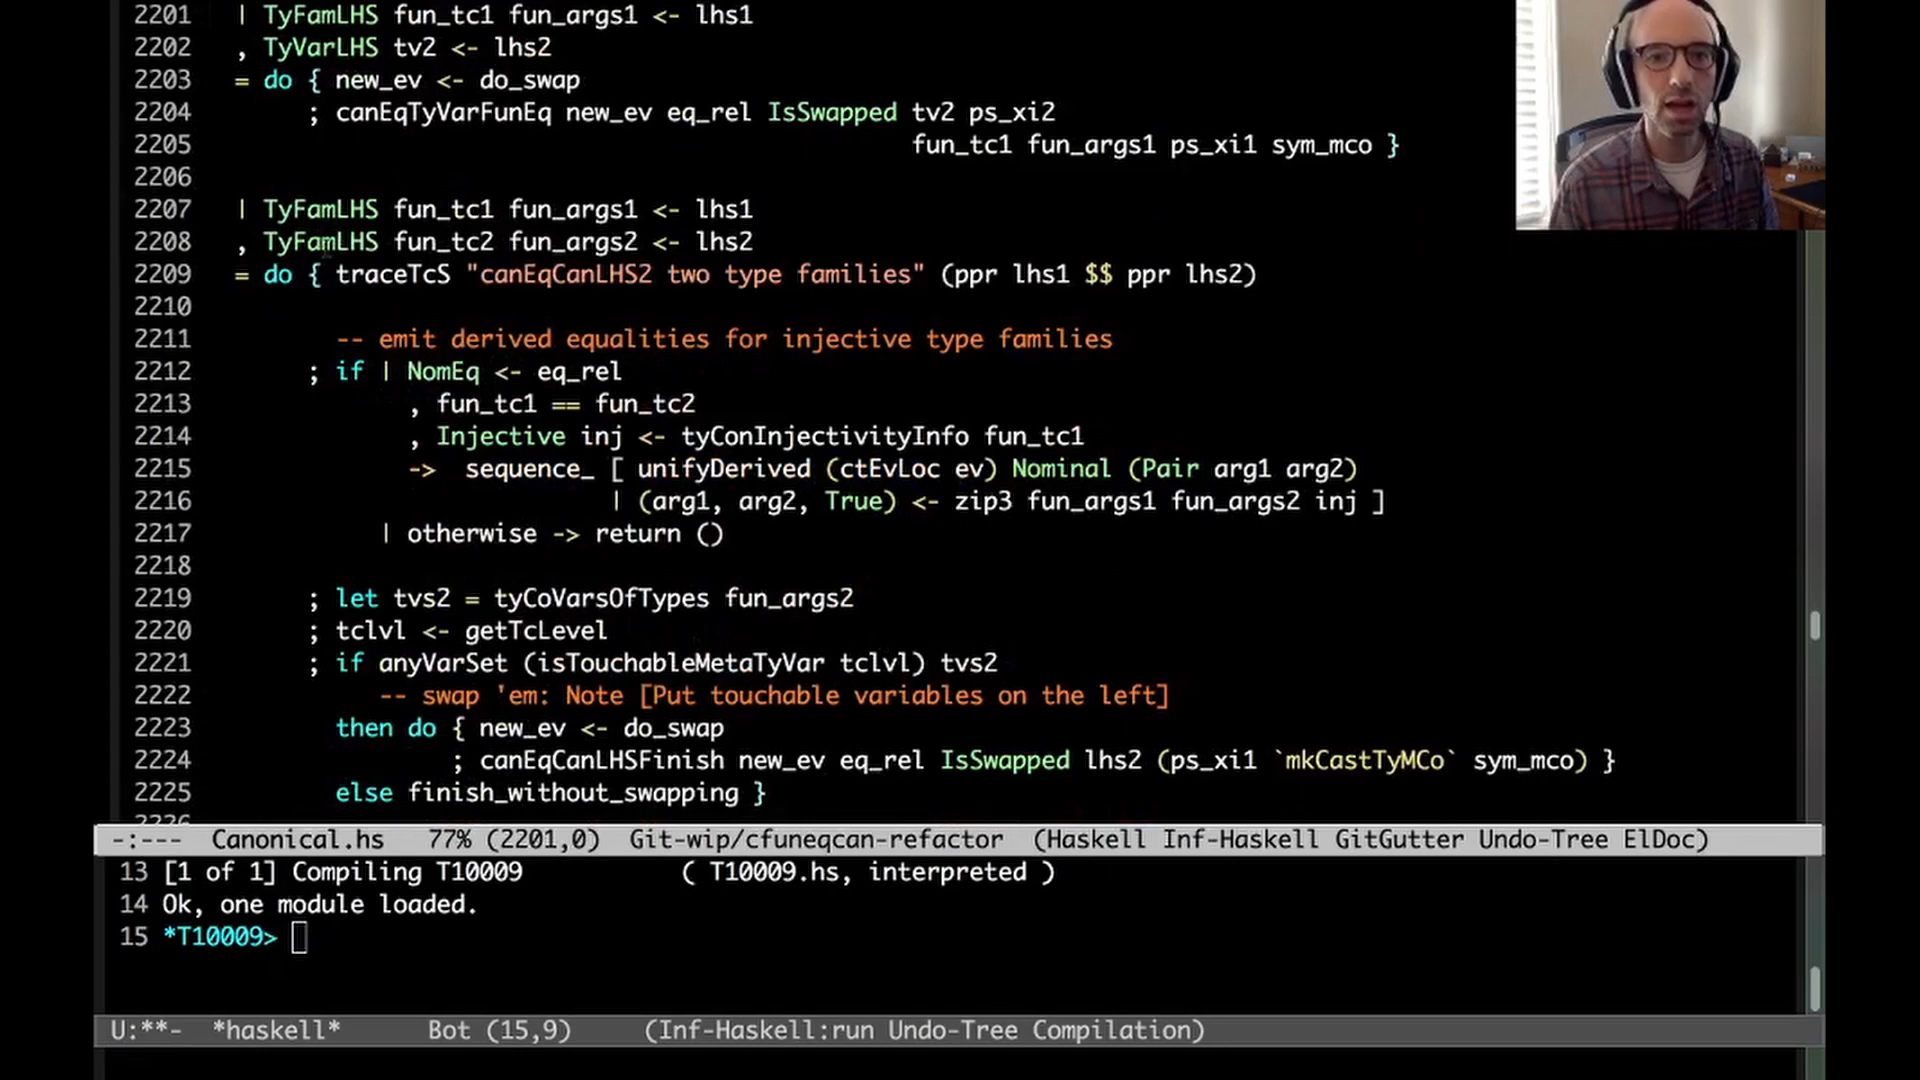 2201 | TyFamLHS fun_tc1 fun_args1 <- lhs1
2202 , TyVarLHS tv2 <- lhs2
2203 = do { new_ev <- do_swap
2204 ; canEqTyVarFunEq new_ev eq_rel IsSwapped tv2 ps_xi2
2205 fun_tc1 fun_args1 ps_xi1 sym_mco }
2206
2207 | TyFamLHS fun_tc1 fun_args1 <- lhs1
2208 , TyFamLHS fun_tc2 fun_args2 <- lhs2
2209 = do { traceTcS "canEqCanLHS2 two type families" (ppr lhs1 $$ ppr lhs2)
2210
2211 -- emit derived equalities for injective type families
2212 ; if | NomEq <- eq_rel
2213 , fun_tc1 == fun_tc2
2214 , Injective inj <- tyConInjectivityInfo fun_tc1
2215 -> sequence_ [ unifyDerived (ctEvLoc ev) Nominal (Pair arg1 arg2)
2216 | (arg1, arg2, True) <- zip3 fun_args1 fun_args2 inj ]
2217 | otherwise -> return ()
2218
2219 ; let tvs2 = tyCoVarsOfTypes fun_args2
2220 ; tclvl <- getTcLevel
2221 ; if anyVarSet (isTouchableMetaTyVar tclvl) tvs2
2222 -- swap 'em: Note [Put touchable variables on the left]
2223 then do { new_ev <- do_swap
2224 ; canEqCanLHSFinish new_ev eq_rel IsSwapped lhs2 (ps_xi1 `mkCastTyMCo` sym_mco) }
2225 else finish_without_swapping }
2226
-:--- Canonical.hs 77% (2201,0) Git-wip/cfuneqcan-refactor (Haskell Inf-Haskell GitGutter Undo-Tree ElDoc)
13 [1 of 1] Compiling T10009 ( T10009.hs, interpreted )
14 Ok, one module loaded.
15 *T10009>
U:**- *haskell* Bot (15,9) (Inf-Haskell:run Undo-Tree Compilation)